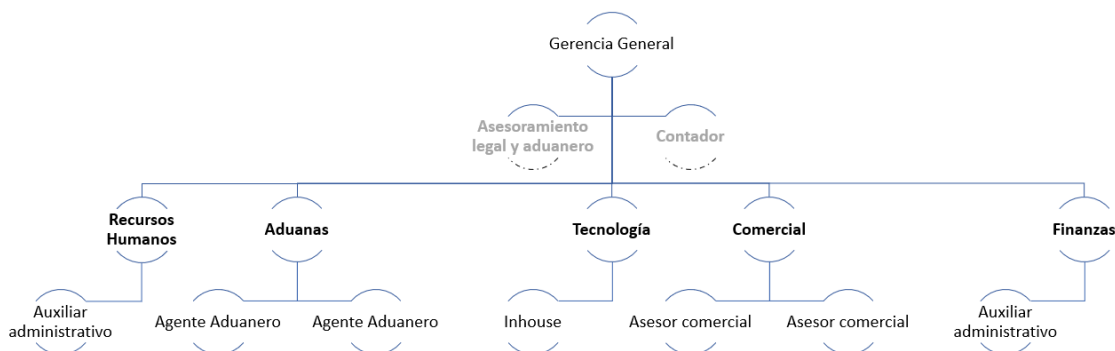 Gerencia General
Asesoramiento
legal y aduanero
Contador
Recursos
Humanos
Aduanas
Tecnología
Comercial
Finanzas
Auxiliar
administrativo
Agente Aduanero
Agente Aduanero
Inhouse
Asesor comercial
Asesor comercial
Auxiliar
administrativo